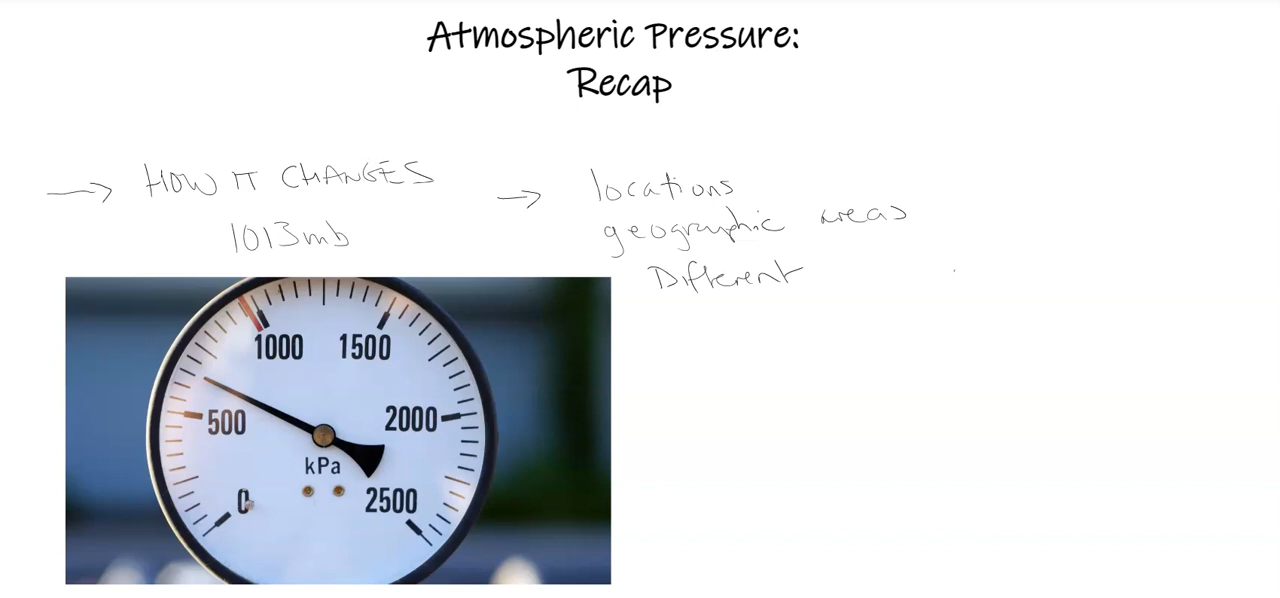 Atmospheric Pressure:
Recap
→ HOW IT CHANGES
1013mb
→ locations
geographic areas
Different
1000 1500
500 2000
kPa
0 2500